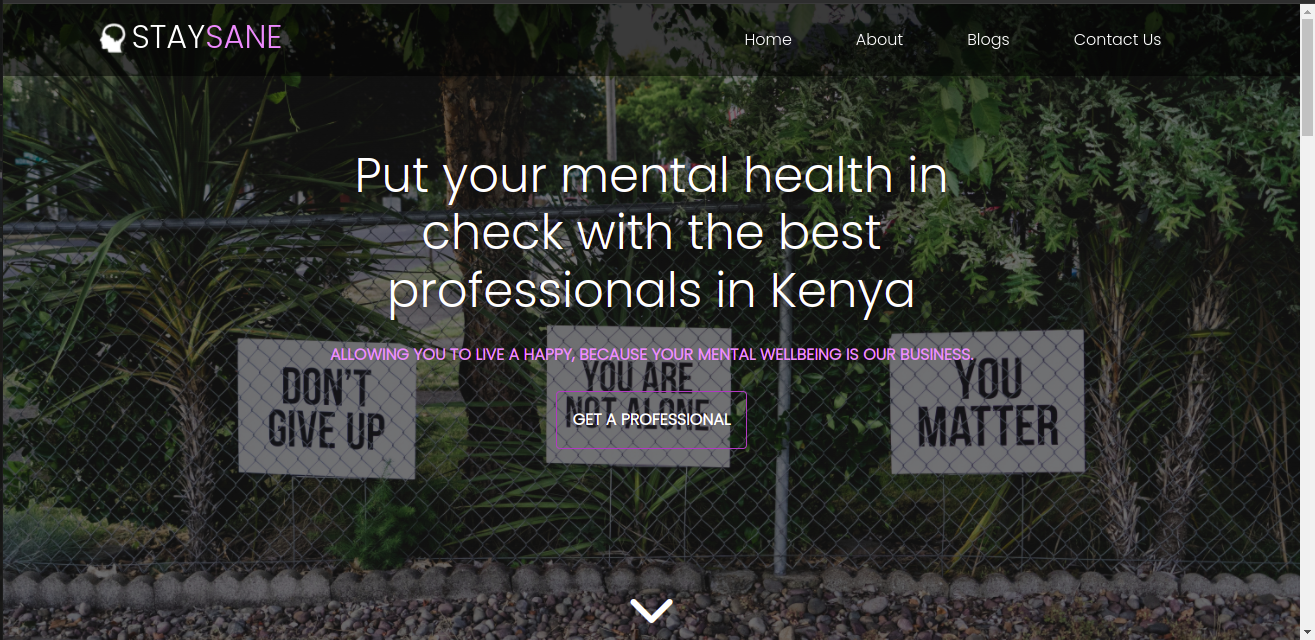 STAYSANE
Home About Blogs Contact Us
Put your mental health in
check with the best
professionals in Kenya
ALLOWING YOU TO LIVE A HAPPY, BECAUSE YOUR MENTAL WELLBEING IS OUR BUSINESS.
DON'T
GIVE UP
YOU ARE
NOT ALONE
YOU
MATTER
GET A PROFESSIONAL